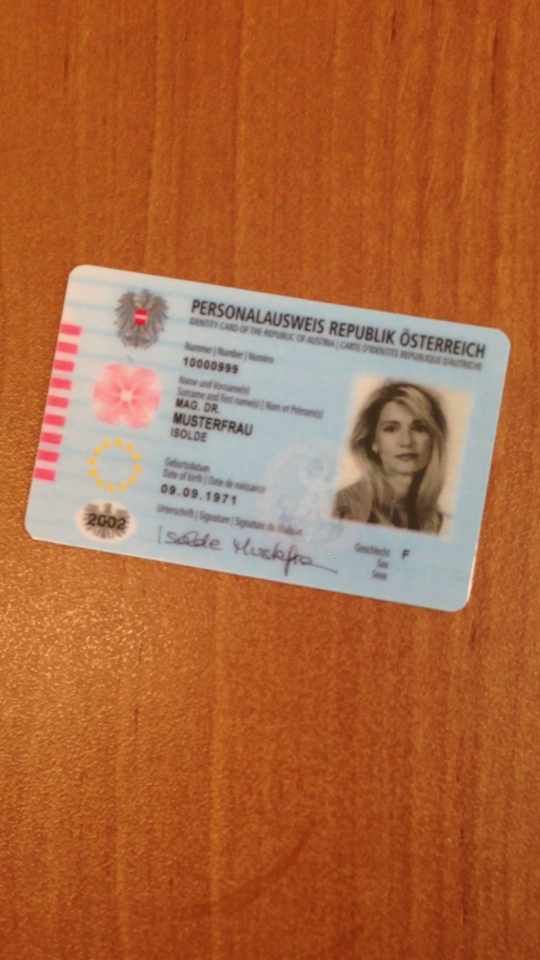 PERSONALAUSWEIS REPUBLIK ÖSTERREICH
IDENTITY CARD OF THE REPUBLIC OF AUSTRIA | CARTE D'IDENTITE REPUBLIQUE D'AUTRICHE
Nummer | Number | Numéro
10000999
Name und Vorname(n)
Surname and first name(s) | Nom et Prénom(s)
MAG. DR.
MUSTERFRAU
ISOLDE
Geburtsdatum
Date of birth | Date de naissance
09.09.1971
Unterschrift | Signature | Signature du titulaire
Isolde Musterfrau
Geschlecht F
Sex
Sexe
2002